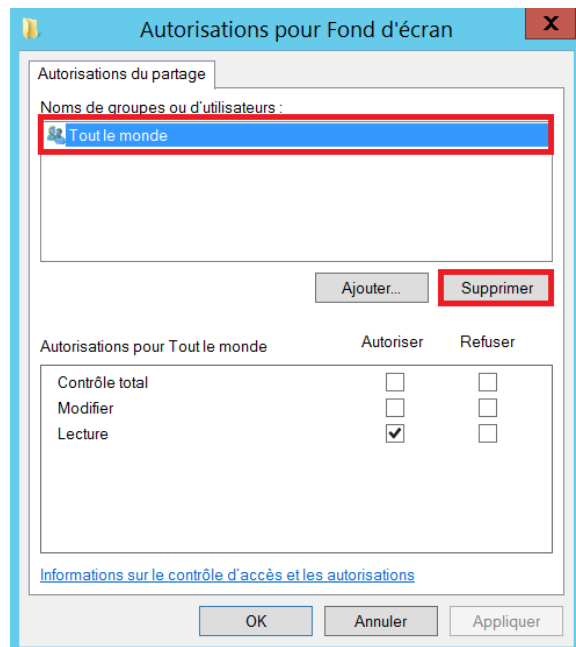 Autorisations pour Fond d'écran
X
Autorisations du partage
Noms de groupes ou d'utilisateurs :
Tout le monde
Ajouter...
Supprimer
Autorisations pour Tout le monde
Autoriser
Refuser
Contrôle total
Modifier
Lecture
Informations sur le contrôle d'accès et les autorisations
OK
Annuler
Appliquer